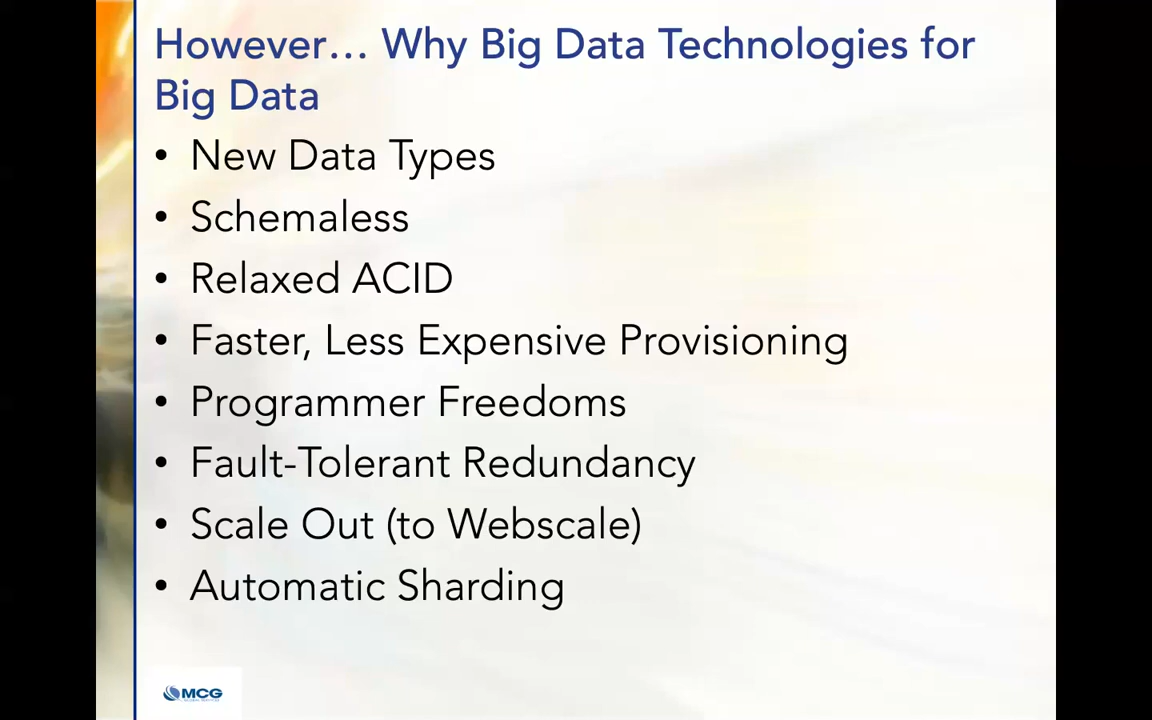 However… Why Big Data Technologies for
Big Data
• New Data Types
• Schemaless
• Relaxed ACID
• Faster, Less Expensive Provisioning
• Programmer Freedoms
• Fault-Tolerant Redundancy
• Scale Out (to Webscale)
• Automatic Sharding
MCG